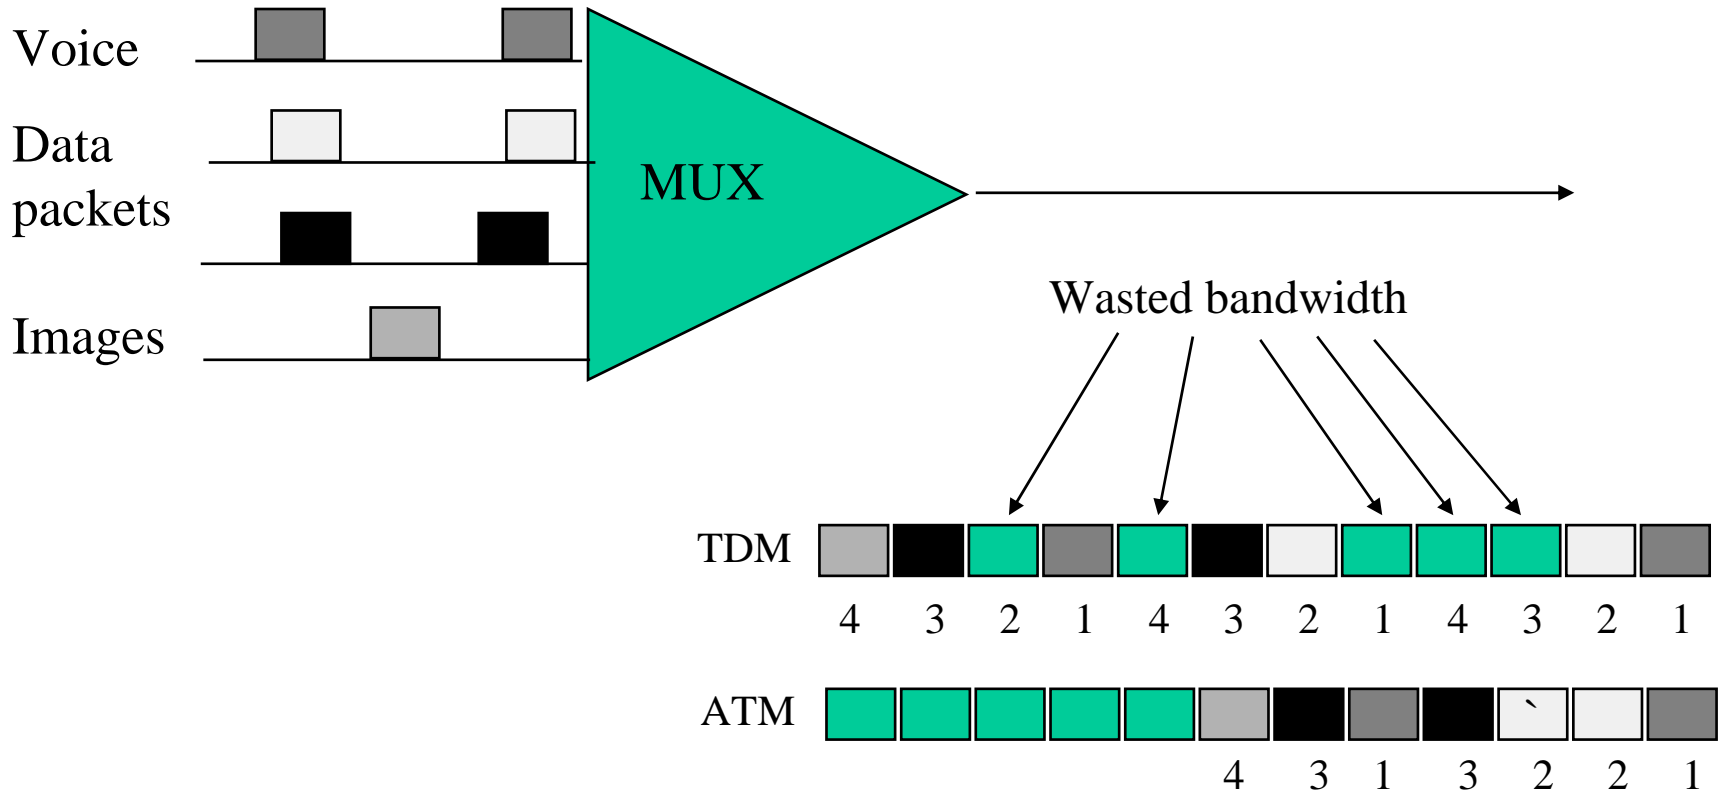 Voice
Data
packets
Images
MUX
Wasted bandwidth
TDM
4 3 2 1 4 3 2 1 4 3 2 1
ATM
`
4 3 1 3 2 2 1